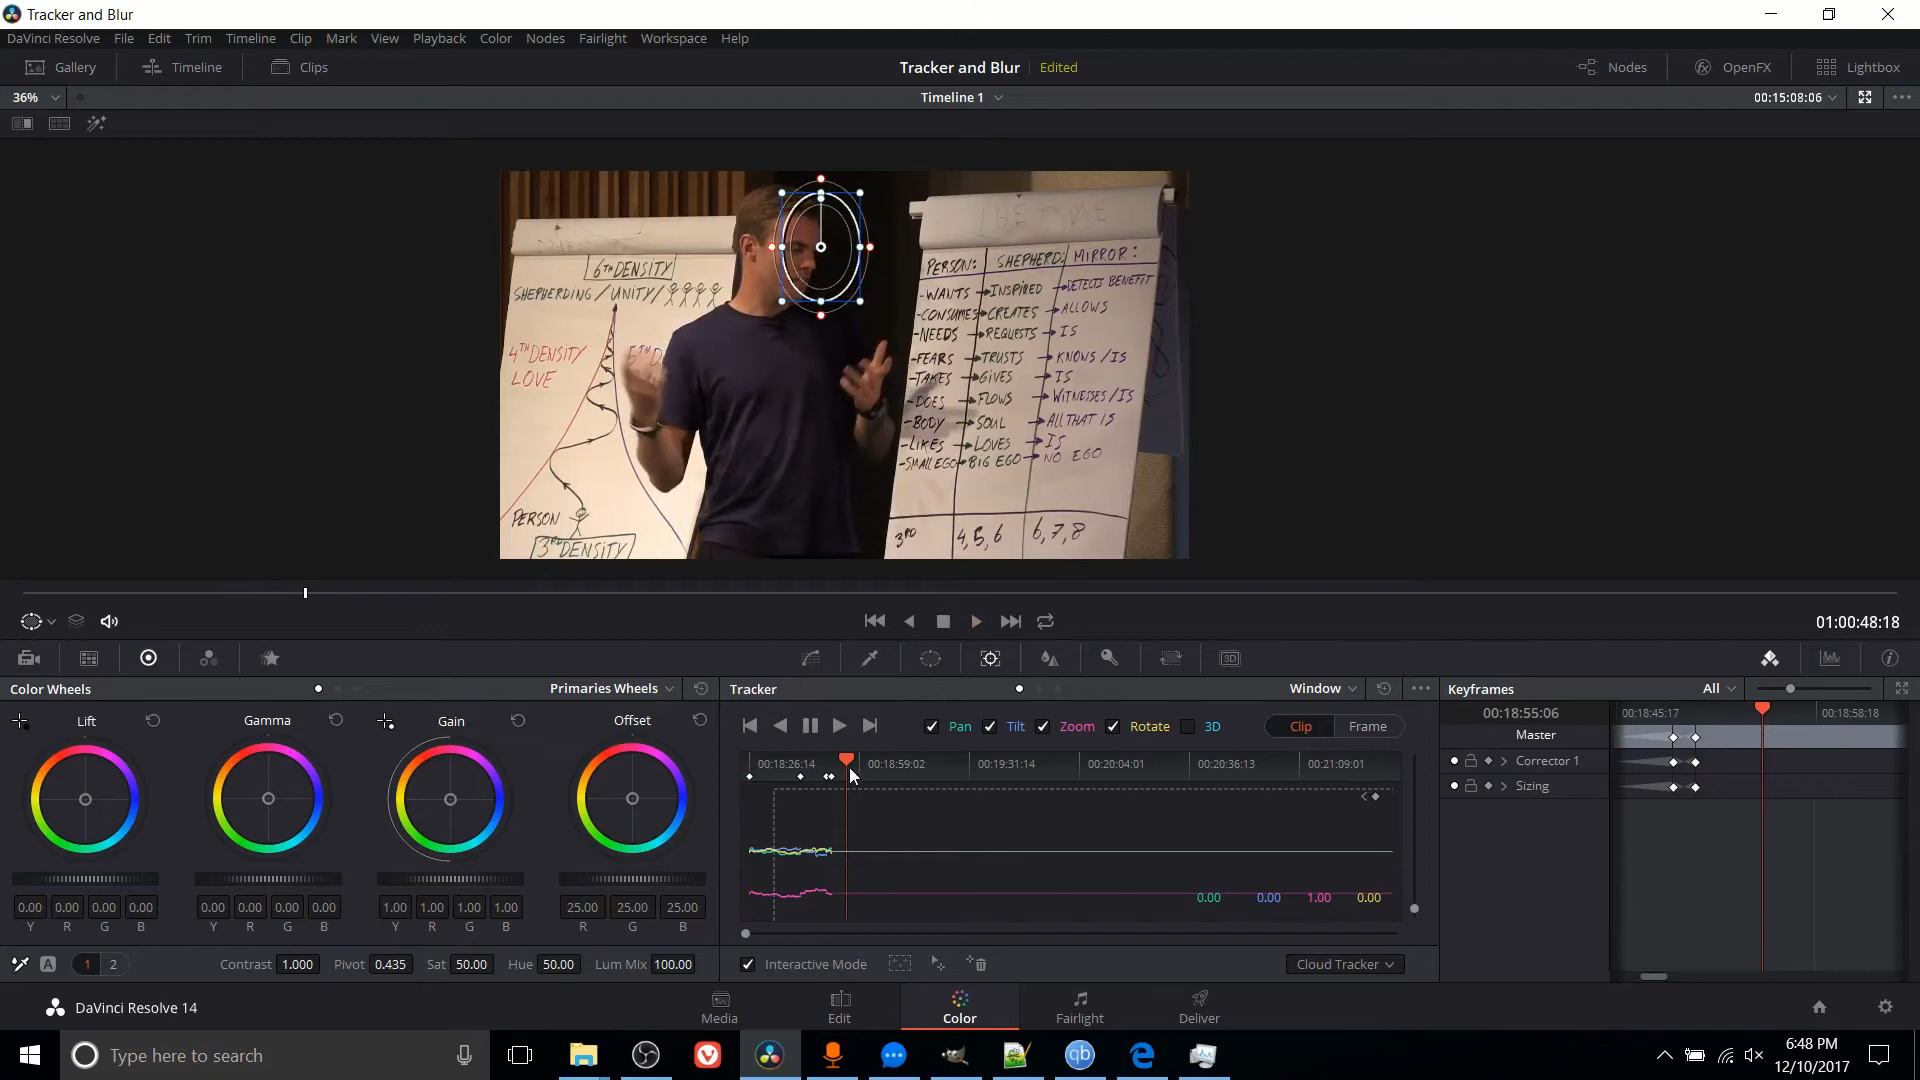 Tracker and Blur
DaVinci Resolve File Edit Trim Timeline Clip Mark View Playback Color Nodes Fairlight Workspace Help
Gallery Timeline Clips Tracker and Blur Edited Nodes OpenFX Lightbox
36% Timeline 1 00:15:08:06
6TH DENSITY
SHEPHERDING/UNITY/
4TH DENSITY
LOVE
PERSON
3RD DENSITY
PERSON: SHEPHERD: MIRROR:
-WANTS → INSPIRED → DETECTS BENEFIT
-CONSUMES → CREATES → ALLOWS
-NEEDS → REQUESTS → IS
-FEARS → TRUSTS → KNOWS/IS
-TAKES → GIVES → IS
-DOES → FLOWS → WITNESSES/IS
-BODY → SOUL → ALL THAT IS
-LIKES → LOVES → IS
-SMALL EGO → BIG EGO → NO EGO
3RD 4,5,6 6,7,8
01:00:48:18
Color Wheels Primaries Wheels Tracker Window Keyframes All
Lift Gamma Gain Offset
Pan Tilt Zoom Rotate 3D Clip Frame
00:18:55:06 00:18:45:17 00:18:58:18
Master
00:18:26:14 00:18:59:02 00:19:31:14 00:20:04:01 00:20:36:13 00:21:09:01
Corrector 1
Sizing
0.00 0.00 1.00 0.00
0.00 0.00 0.00 0.00 0.00 0.00 0.00 0.00 1.00 1.00 1.00 1.00 25.00 25.00 25.00
Y R G B Y R G B Y R G B R G B
A 1 2 Contrast 1.000 Pivot 0.435 Sat 50.00 Hue 50.00 Lum Mix 100.00 Interactive Mode Cloud Tracker
DaVinci Resolve 14 Media Edit Color Fairlight Deliver
Type here to search
6:48 PM
12/10/2017